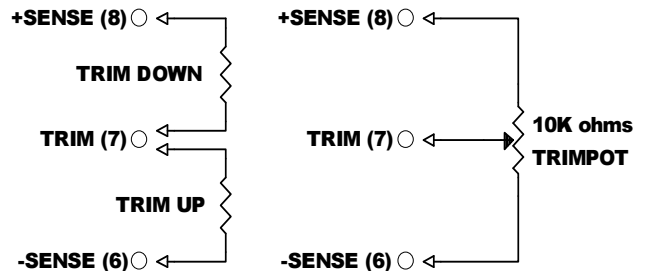 +SENSE (8)
TRIM DOWN
TRIM (7)
TRIM UP
-SENSE (6)
+SENSE (8)
10K ohms
TRIM (7)
TRIMPOT
-SENSE (6)